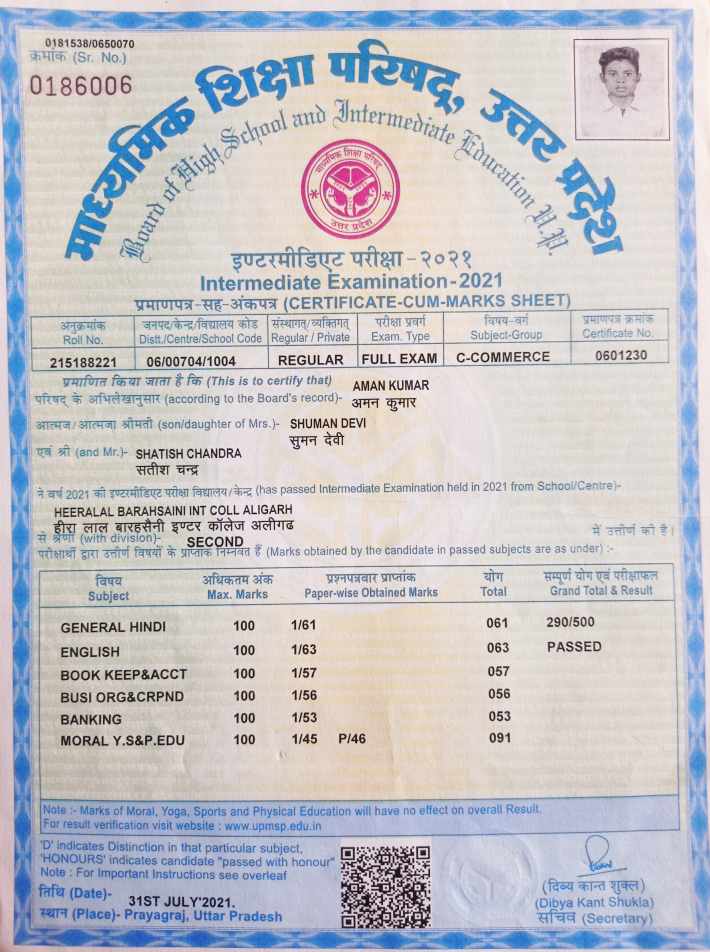 0181538/0650070
क्रमांक (Sr. No.)
0186006
माध्यमिक शिक्षा परिषद्, उत्तर प्रदेश
Board of High School and Intermediate Education U.P.
माध्यमिक शिक्षा परिषद
उत्तर प्रदेश
इण्टरमीडिएट परीक्षा - २०२१
Intermediate Examination-2021
प्रमाणपत्र-सह-अंकपत्र (CERTIFICATE-CUM-MARKS SHEET)
अनुक्रमांक जनपद/केन्द्र/विद्यालय कोड संस्थागत्/व्यक्तिगत् परीक्षा प्रवर्ग विषय-वर्ग प्रमाणपत्र क्रमांक
Roll No. Distt./Centre/School Code Regular / Private Exam. Type Subject-Group Certificate No.
215188221 06/00704/1004 REGULAR FULL EXAM C-COMMERCE 0601230
प्रमाणित किया जाता है कि (This is to certify that) AMAN KUMAR
परिषद् के अभिलेखानुसार (according to the Board's record)- अमन कुमार
आत्मज/आत्मजा श्रीमती (son/daughter of Mrs.)- SHUMAN DEVI
सुमन देवी
एवं श्री (and Mr.)- SHATISH CHANDRA
सतीश चन्द्र
ने वर्ष 2021 की इण्टरमीडिएट परीक्षा विद्यालय/केन्द्र (has passed Intermediate Examination held in 2021 from School/Centre)-
HEERALAL BARAHSAINI INT COLL ALIGARH
हीरा लाल बारहसैनी इण्टर कॉलेज अलीगढ
से श्रेणी (with division)- SECOND में उत्तीर्ण की है।
परीक्षार्थी द्वारा उत्तीर्ण विषयों के प्राप्तांक निम्नवत हैं (Marks obtained by the candidate in passed subjects are as under) :-
विषय अधिकतम अंक प्रश्नपत्रवार प्राप्तांक योग सम्पूर्ण योग एवं परीक्षाफल
Subject Max. Marks Paper-wise Obtained Marks Total Grand Total & Result
GENERAL HINDI 100 1/61 061 290/500
ENGLISH 100 1/63 063 PASSED
BOOK KEEP&ACCT 100 1/57 057
BUSI ORG&CRPND 100 1/56 056
BANKING 100 1/53 053
MORAL Y.S&P.EDU 100 1/45 P/46 091
Note :- Marks of Moral, Yoga, Sports and Physical Education will have no effect on overall Result.
For result verification visit website : www.upmsp.edu.in
'D' indicates Distinction in that particular subject,
'HONOURS' indicates candidate "passed with honour"
Note : For Important Instructions see overleaf
तिथि (Date)- 31ST JULY'2021.
स्थान (Place)- Prayagraj, Uttar Pradesh
(दिब्य कान्त शुक्ल)
(Dibya Kant Shukla)
सचिव (Secretary)